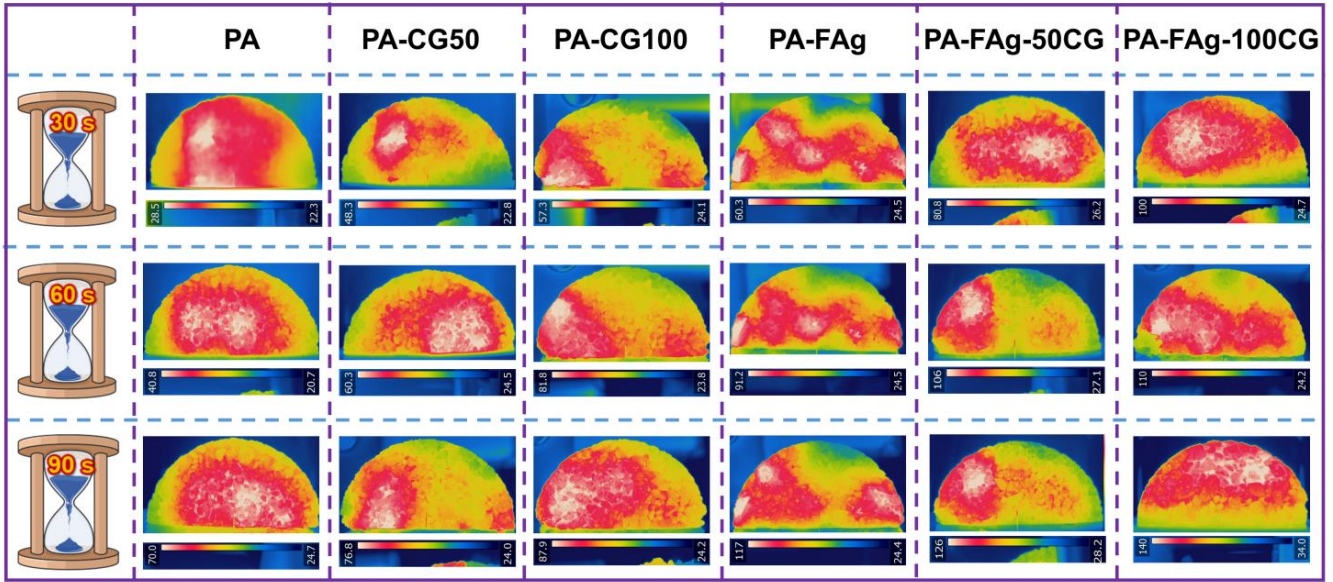 PA PA-CG50 PA-CG100 PA-FAg PA-FAg-50CG PA-FAg-100CG
30 s
28.5 22.3 48.3 22.8 57.3 24.1 60.3 24.5 80.8 26.2 100 24.7
60 s
40.8 20.7 60.3 24.5 81.8 23.8 91.2 24.5 106 27.1 110 24.2
90 s
70.0 24.7 76.8 24.0 87.9 24.2 117 24.4 126 28.2 140 34.0